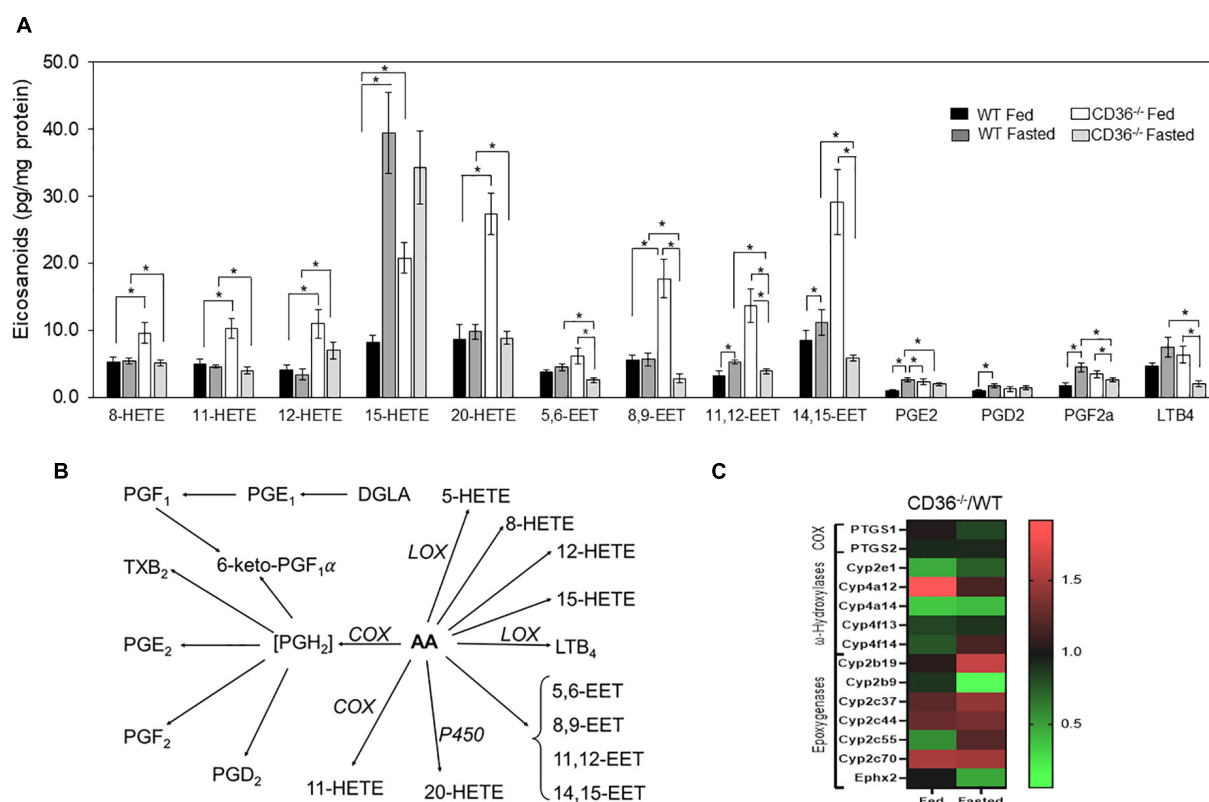 A
Eicosanoids (pg/mg protein)
50.0
40.0
30.0
20.0
10.0
0.0
* * * * * * * * * * * * * * * * * * * * * * * * * * * * * * *
WT Fed
CD36-/- Fed
WT Fasted
CD36-/- Fasted
8-HETE 11-HETE 12-HETE 15-HETE 20-HETE 5,6-EET 8,9-EET 11,12-EET 14,15-EET PGE2 PGD2 PGF2a LTB4
B
PGF1
PGE1
DGLA
5-HETE
8-HETE
12-HETE
LOX
TXB2
6-keto-PGF1α
15-HETE
PGE2
[PGH2]
COX
AA
LOX
LTB4
COX
P450
5,6-EET
8,9-EET
11,12-EET
14,15-EET
PGF2
PGD2
11-HETE
20-HETE
C
CD36-/-/WT
COX
PTGS1
PTGS2
ω-Hydroxylases
Cyp2e1
Cyp4a12
Cyp4a14
Cyp4f13
Cyp4f14
Epoxygenases
Cyp2b19
Cyp2b9
Cyp2c37
Cyp2c44
Cyp2c55
Cyp2c70
Ephx2
Fed Fasted
1.5
1.0
0.5